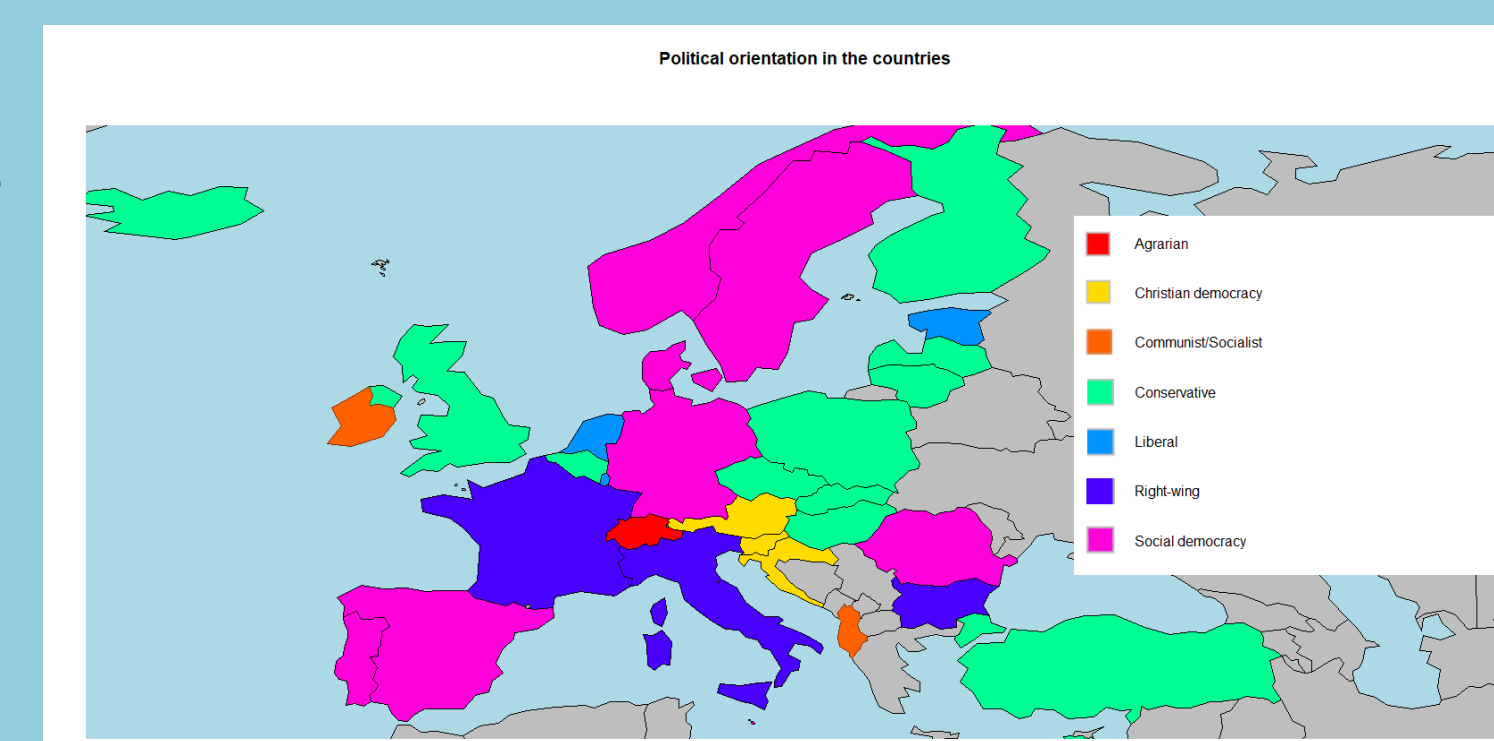 Political orientation in the countries
Agrarian
Christian democracy
Communist/Socialist
Conservative
Liberal
Right-wing
Social democracy